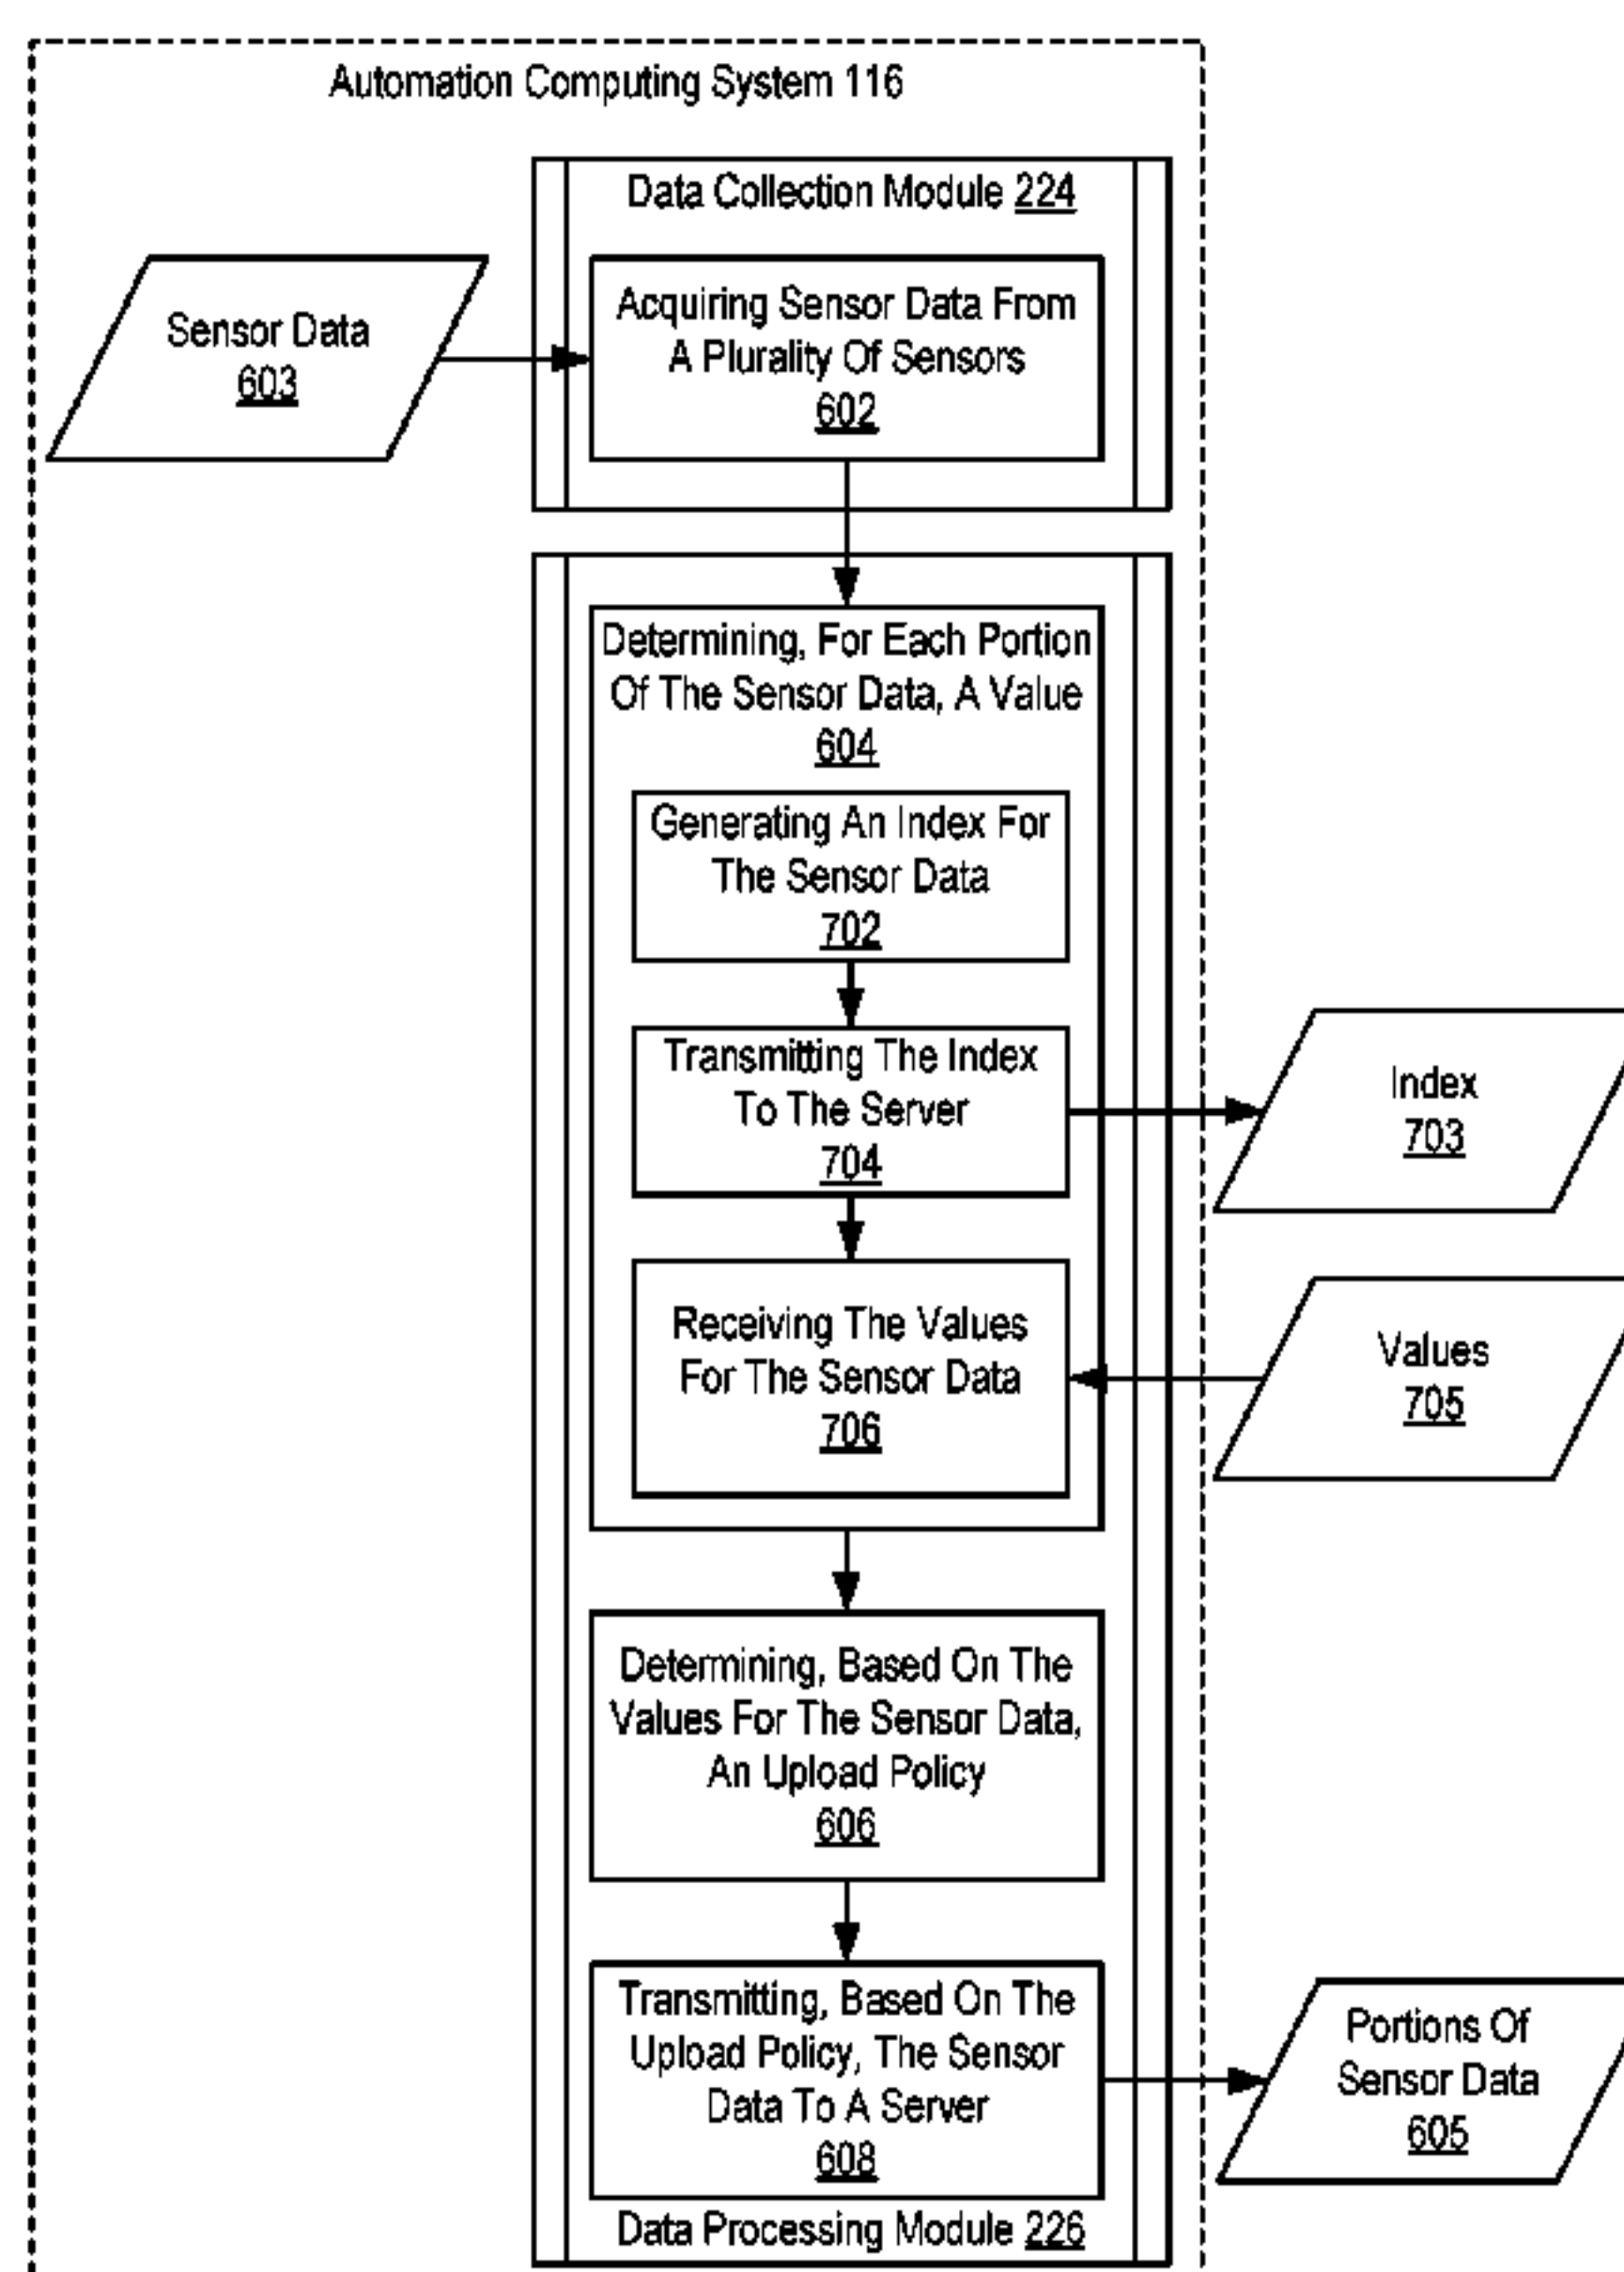 Automation Computing System 116
Data Collection Module 224
Sensor Data
603
Acquiring Sensor Data From
A Plurality Of Sensors
602
Determining, For Each Portion
Of The Sensor Data, A Value
604
Generating An Index For
The Sensor Data
702
Transmitting The Index
To The Server
704
Index
703
Receiving The Values
For The Sensor Data
706
Values
705
Determining, Based On The
Values For The Sensor Data,
An Upload Policy
606
Transmitting, Based On The
Upload Policy, The Sensor
Data To A Server
608
Portions Of
Sensor Data
605
Data Processing Module 226